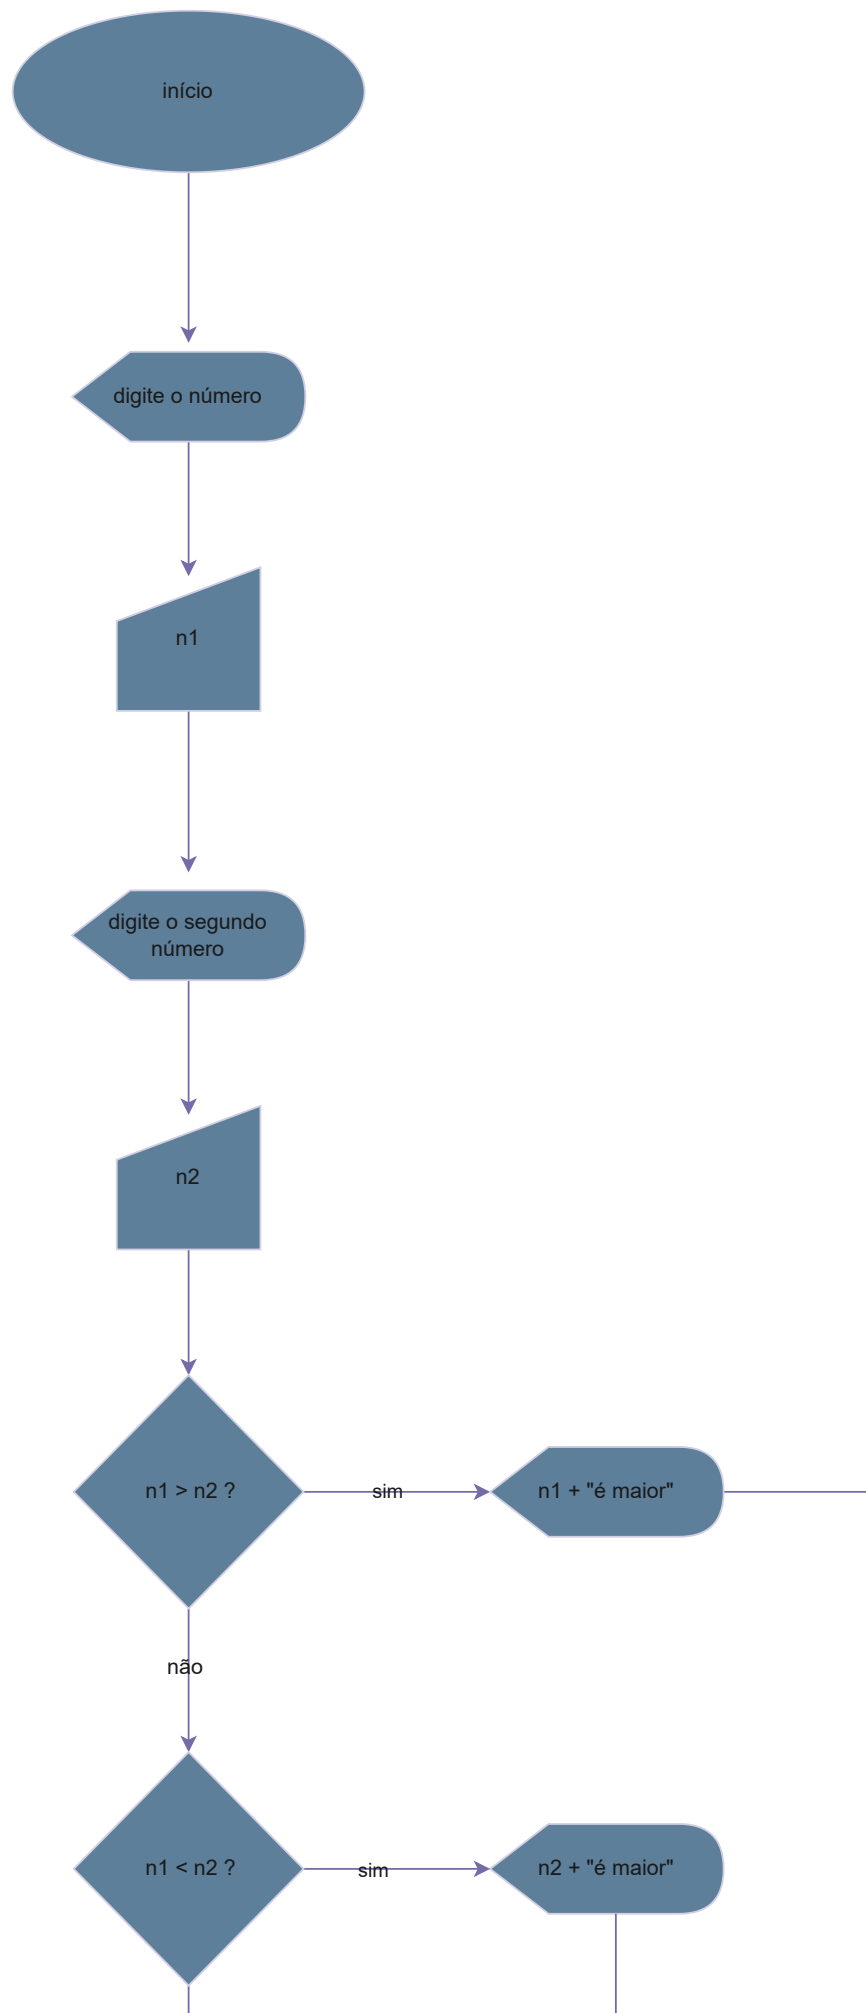 início
digite o número
n1
digite o segundo
número
n2
n1 > n2 ?
sim
n1 + "é maior"
não
n1 < n2 ?
sim
n2 + "é maior"